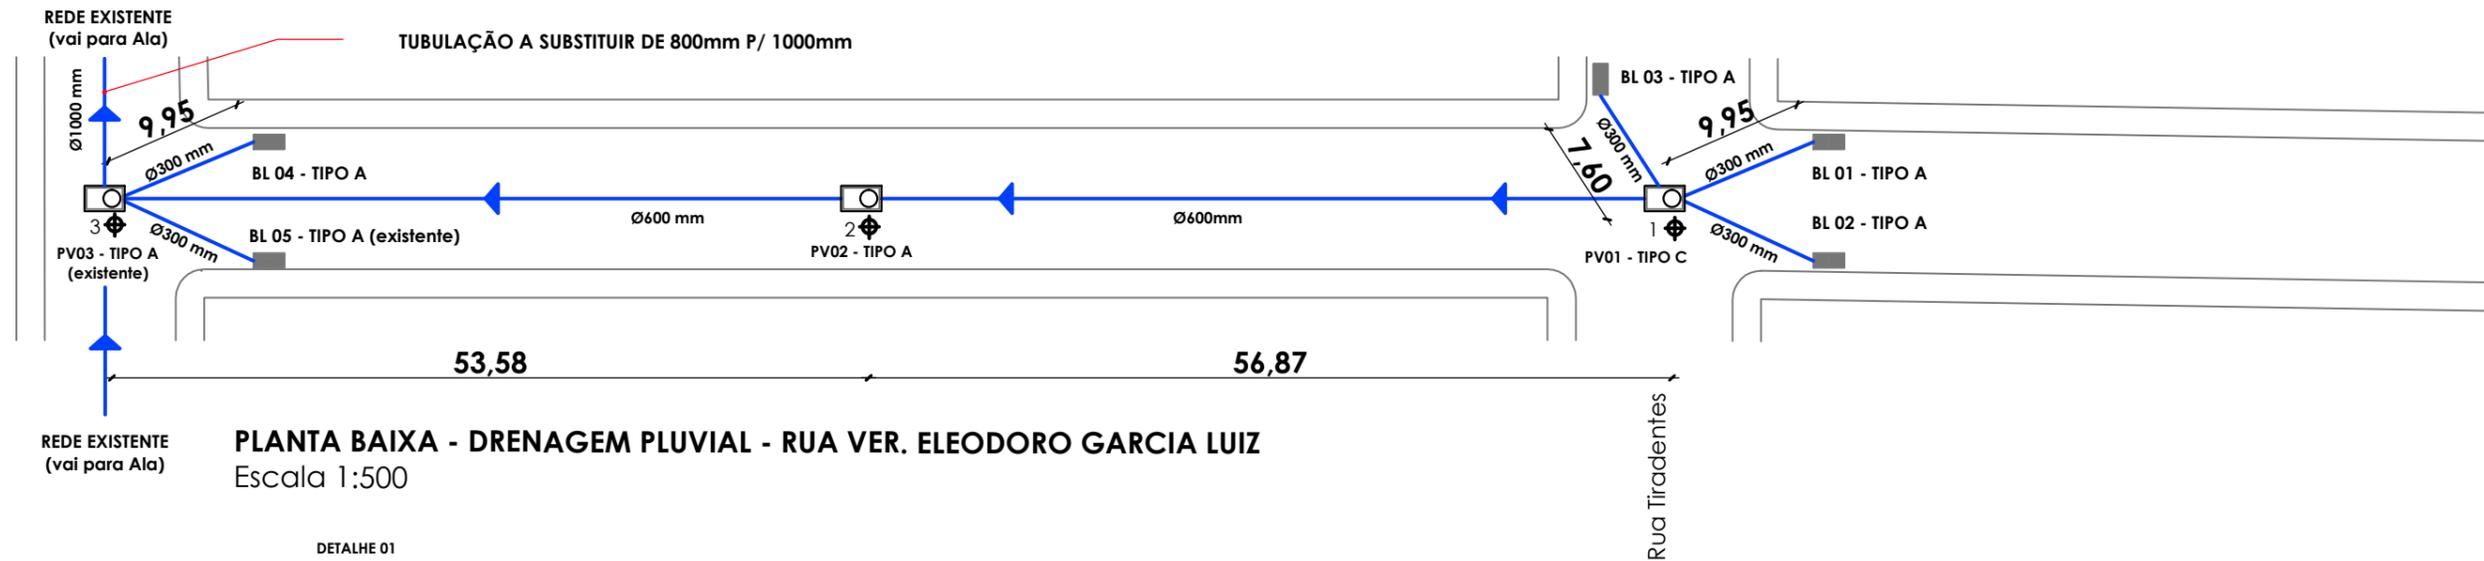 REDE EXISTENTE
(vai para Ala)
TUBULAÇÃO A SUBSTITUIR DE 800mm P/ 1000mm
Ø1000 mm
9,95
Ø300 mm
BL 04 - TIPO A
BL 03 - TIPO A
Ø300 mm
7,60
9,95
Ø300 mm
BL 01 - TIPO A
Ø600 mm
Ø600mm
BL 02 - TIPO A
3
PV03 - TIPO A
(existente)
Ø300 mm
BL 05 - TIPO A (existente)
2
PV02 - TIPO A
1
PV01 - TIPO C
Ø300 mm
53,58
56,87
REDE EXISTENTE
(vai para Ala)
PLANTA BAIXA - DRENAGEM PLUVIAL - RUA VER. ELEODORO GARCIA LUIZ
Escala 1:500
Rua Tiradentes
DETALHE 01